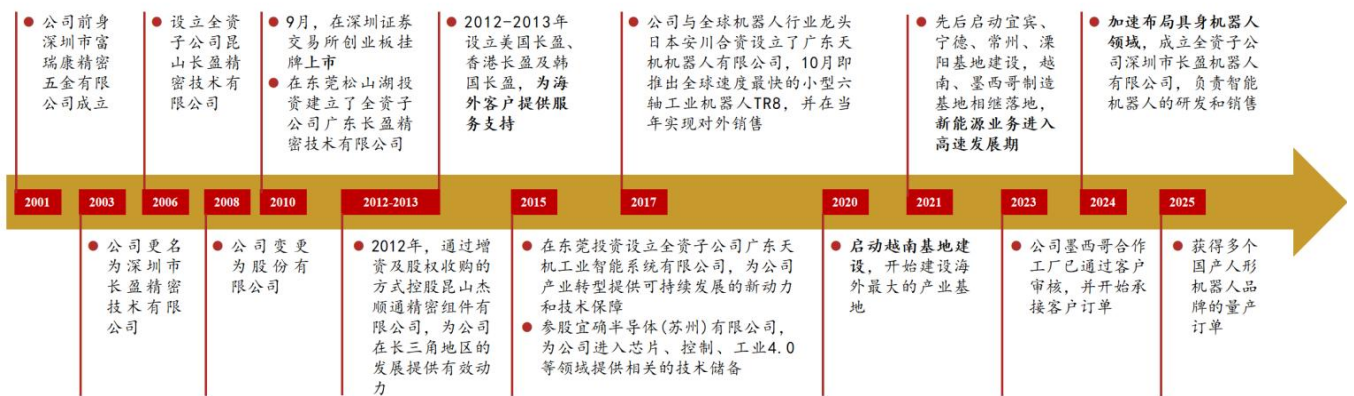 公司前身
深圳市富
瑞康精密
五金有限
公司成立
设立全资
子公司昆
山长盈精
密技术有
限公司
9月，在深圳证券
交易所创业板挂
牌上市
在东莞松山湖投
资建立了全资子
公司广东长盈精
密技术有限公司
2012-2013年
设立美国长盈、
香港长盈及韩
国长盈，为海
外客户提供服
务支持
公司与全球机器人行业龙头
日本安川合资设立了广东天
机机器人有限公司，10月即
推出全球速度最快的小型六
轴工业机器人TR8，并在当
年实现对外销售
先后启动宜宾、
宁德、常州、溧
阳基地建设，越
南、墨西哥制造
基地相继落地，
新能源业务进入
高速发展期
加速布局具身机器人
领域，成立全资子公
司深圳市长盈机器人
有限公司，负责智能
机器人的研发和销售
2001
2003
2006
2008
2010
2012-2013
2015
2017
2020
2021
2023
2024
2025
公司更名
为深圳市
长盈精密
技术有限
公司
公司变更
为股份有
限公司
2012年，通过增
资及股权收购的
方式控股昆山杰
顺通精密组件有
限公司，为公司
在长三角地区的
发展提供有效动
力
在东莞投资设立全资子公司广东天
机工业智能系统有限公司，为公司
产业转型提供可持续发展的新动力
和技术保障
参股宜确半导体(苏州)有限公司，
为公司进入芯片、控制、工业4.0
等领域提供相关的技术储备
启动越南基地建
设，开始建设海
外最大的产业基
地
公司墨西哥合作
工厂已通过客户
审核，并开始承
接客户订单
获得多个
国产人形
机器人品
牌的量产
订单